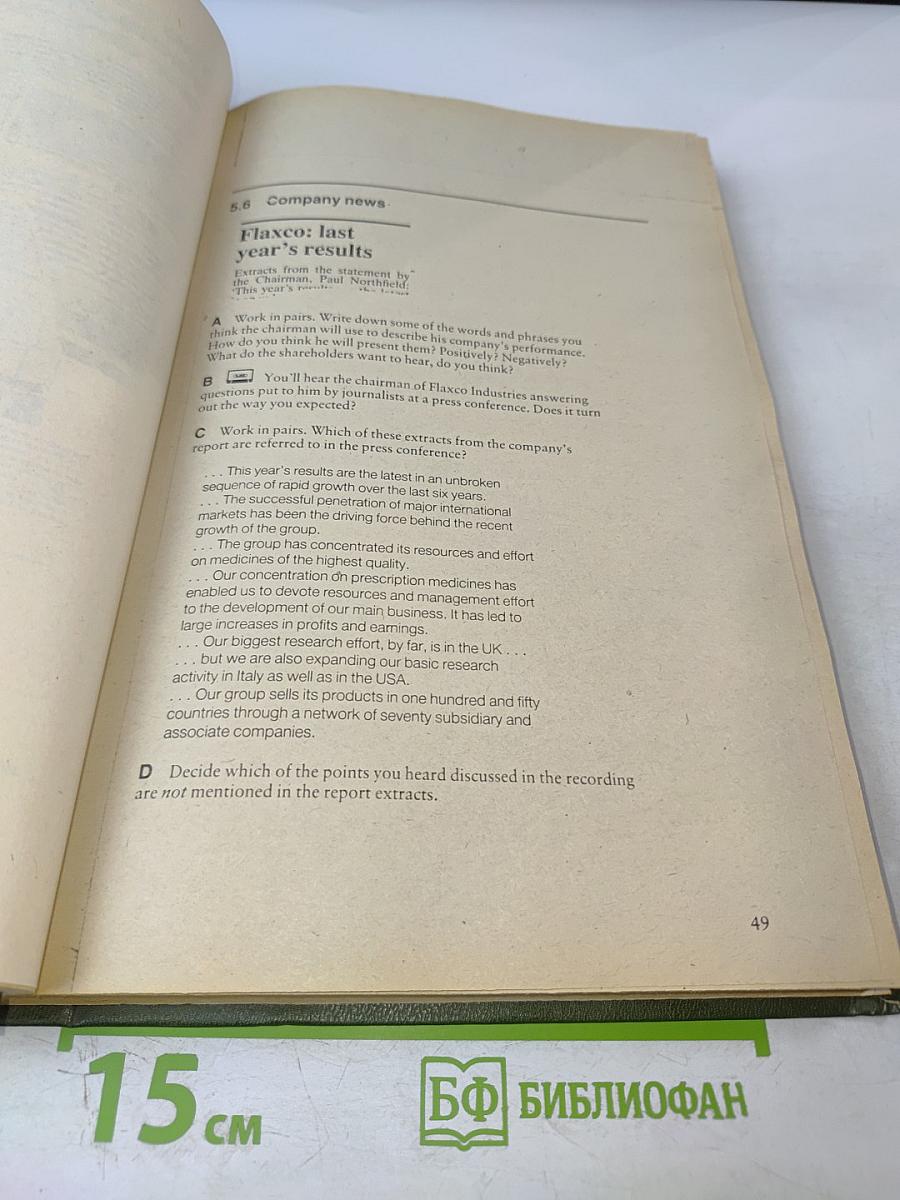 5.6 Company news
Flaxco: last
year's results
Extracts from the statement by
the Chairman, Paul Northfield:
'This year's
A Work in pairs. Write down some of the words and phrases you
think the chairman will use to describe his company's performance.
How do you think he will present them? Positively? Negatively?
What do the shareholders want to hear, do you think?
B You'll hear the chairman of Flaxco Industries answering
questions put to him by journalists at a press conference. Does it turn
out the way you expected?
C Work in pairs. Which of these extracts from the company's
report are referred to in the press conference?
. . . This year's results are the latest in an unbroken
sequence of rapid growth over the last six years.
. . . The successful penetration of major international
markets has been the driving force behind the recent
growth of the group.
. . . The group has concentrated its resources and effort
on medicines of the highest quality.
. . . Our concentration on prescription medicines has
enabled us to devote resources and management effort
to the development of our main business. It has led to
large increases in profits and earnings.
. . . Our biggest research effort, by far, is in the UK . . .
. . . but we are also expanding our basic research
activity in Italy as well as in the USA.
. . . Our group sells its products in one hundred and fifty
countries through a network of seventy subsidiary and
associate companies.
D Decide which of the points you heard discussed in the recording
are not mentioned in the report extracts.
49
15 см
БФ БИБЛИОФАН